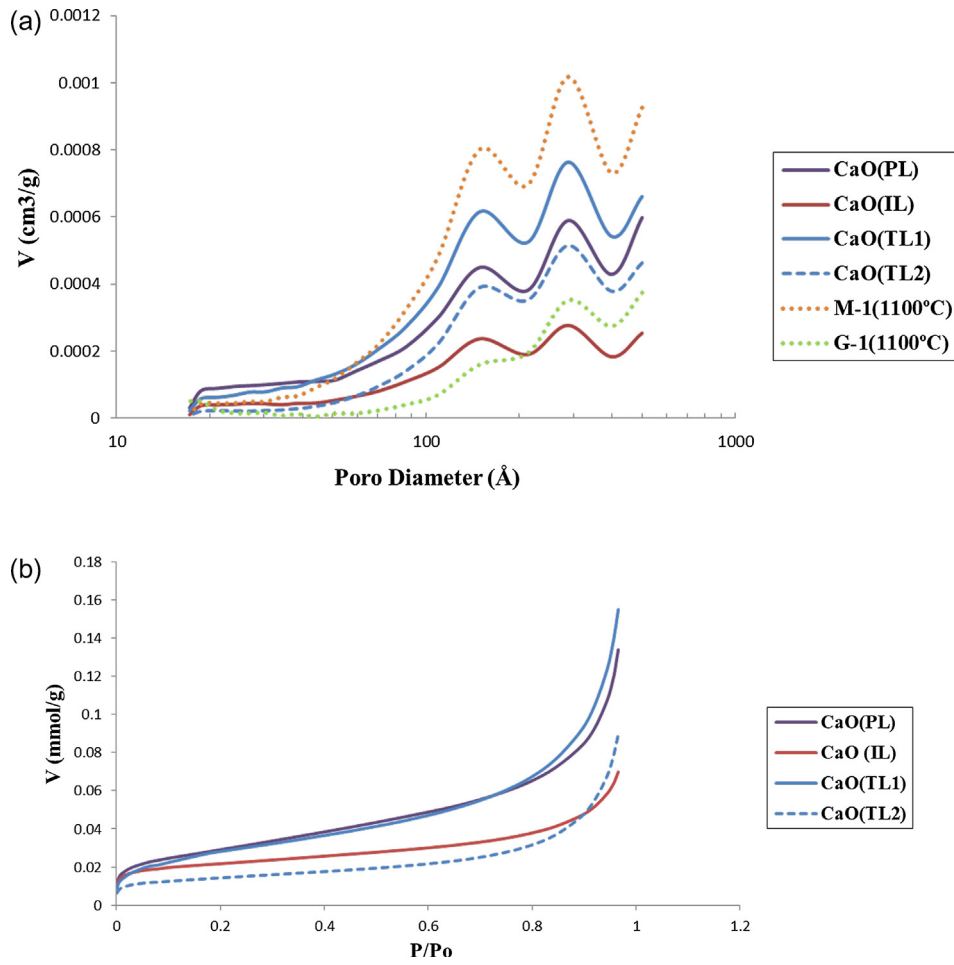 (a)
0.0012
0.001
0.0008
0.0006
0.0004
0.0002
0
V (cm3/g)
10
100
1000
Poro Diameter (Å)
CaO(PL)
CaO(IL)
CaO(TL1)
CaO(TL2)
M-1(1100ºC)
G-1(1100ºC)
(b)
0.18
0.16
0.14
0.12
0.1
0.08
0.06
0.04
0.02
0
V (mmol/g)
0
0.2
0.4
0.6
0.8
1
1.2
P/Po
CaO(PL)
CaO (IL)
CaO(TL1)
CaO(TL2)